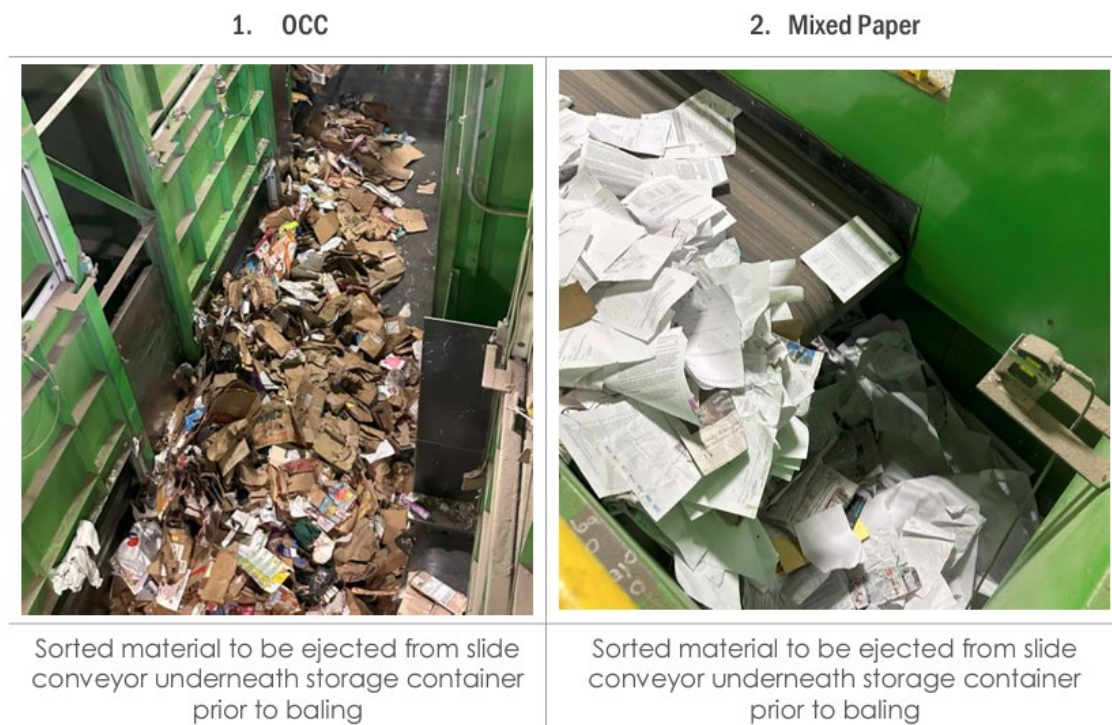 1. OCC
2. Mixed Paper
Sorted material to be ejected from slide
conveyor underneath storage container
prior to baling
Sorted material to be ejected from slide
conveyor underneath storage container
prior to baling